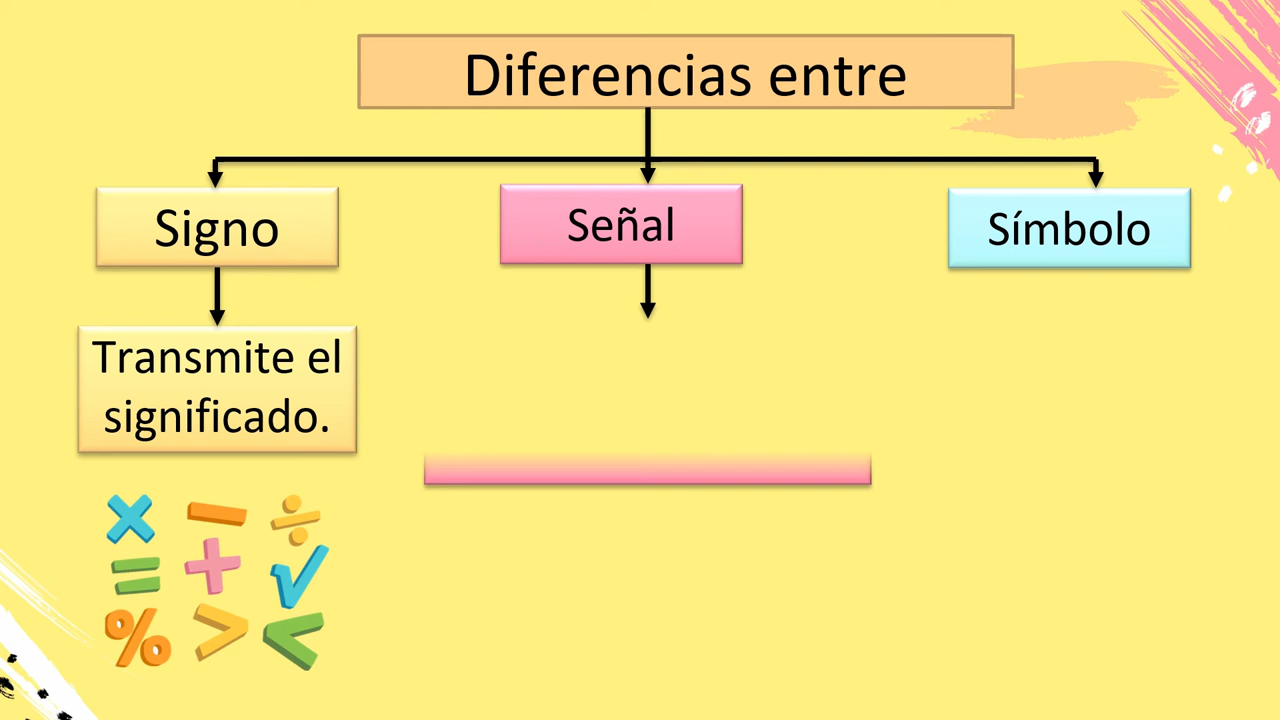 Diferencias entre
Signo
Señal
Símbolo
Transmite el
significado.
× − ÷
= + √
% > <